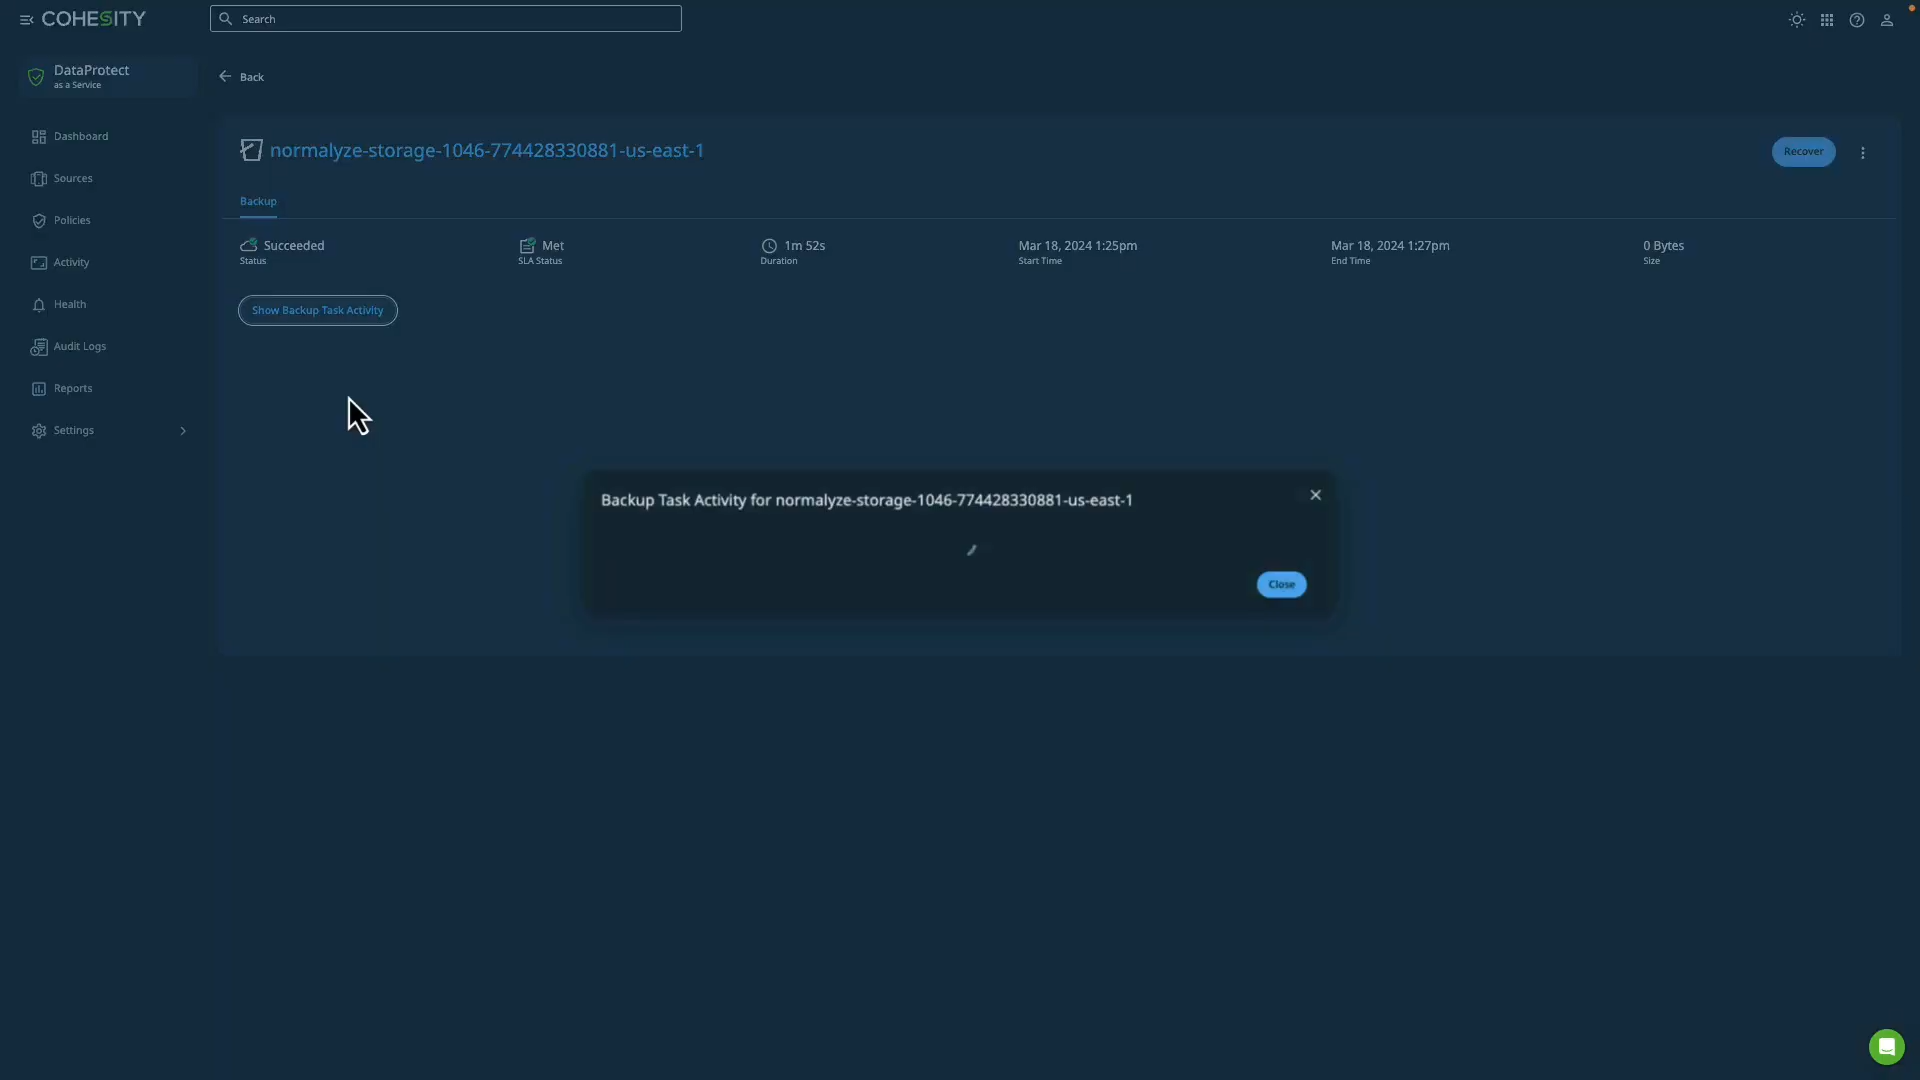 COHESITY
Search
DataProtect
as a Service
Back
Dashboard
Sources
Policies
Activity
Health
Audit Logs
Reports
Settings
normalyze-storage-1046-774428330881-us-east-1
Recover
Backup
Succeeded
Status
Met
SLA Status
1m 52s
Duration
Mar 18, 2024 1:25pm
Start Time
Mar 18, 2024 1:27pm
End Time
0 Bytes
Size
Show Backup Task Activity
Backup Task Activity for normalyze-storage-1046-774428330881-us-east-1
Close